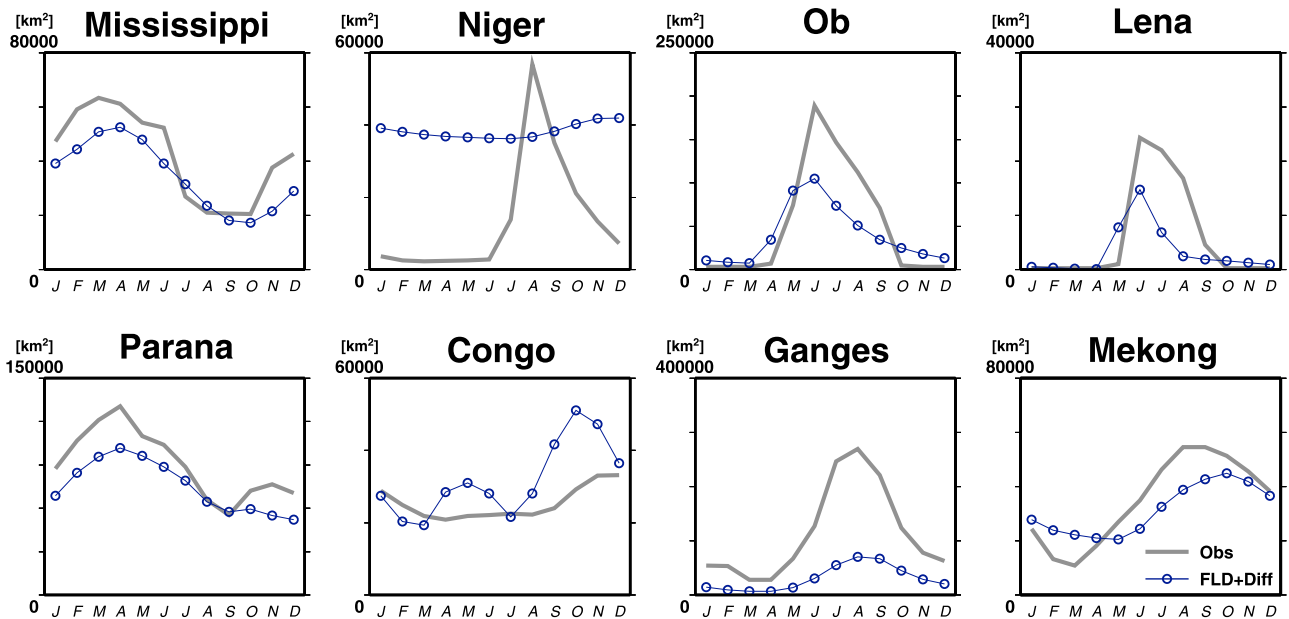 Mississippi Niger Ob Lena
[km²] [km²] [km²] [km²]
80000 60000 250000 40000
0 0 0 0
J F M A M J J A S O N D J F M A M J J A S O N D J F M A M J J A S O N D J F M A M J J A S O N D
Parana Congo Ganges Mekong
[km²] [km²] [km²] [km²]
150000 60000 400000 80000
Obs
FLD+Diff
0 0 0 0
J F M A M J J A S O N D J F M A M J J A S O N D J F M A M J J A S O N D J F M A M J J A S O N D